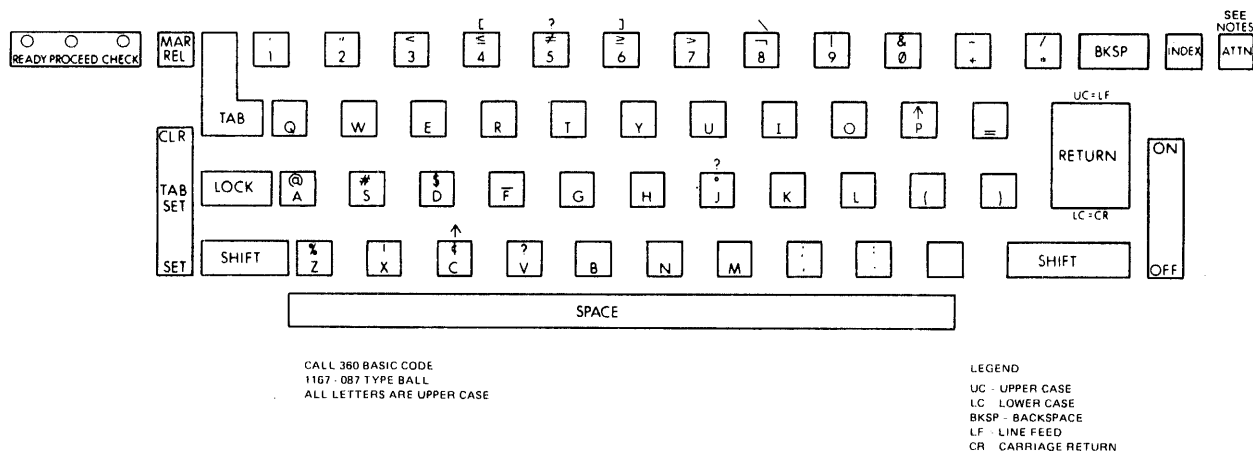 SEE
NOTES
[ ? ] \
READY PROCEED CHECK MAR REL ' 1 " 2 < 3 ≤ 4 ≠ 5 ≥ 6 > 7 ¬ 8 | 9 & Ø - + / * BKSP INDEX ATTN
UC=LF
TAB Q W E R T Y U I O ↑ P =
CLR RETURN ON
?
TAB SET LOCK @ A # S $ D F G H ° J K L ( )
LC=CR
↑
SET SHIFT % Z ! X ¢ C ? V B N M ; , : . SHIFT OFF
SPACE
CALL 360 BASIC CODE
1167-087 TYPE BALL
ALL LETTERS ARE UPPER CASE
LEGEND
UC - UPPER CASE
LC LOWER CASE
BKSP - BACKSPACE
LF - LINE FEED
CR CARRIAGE RETURN